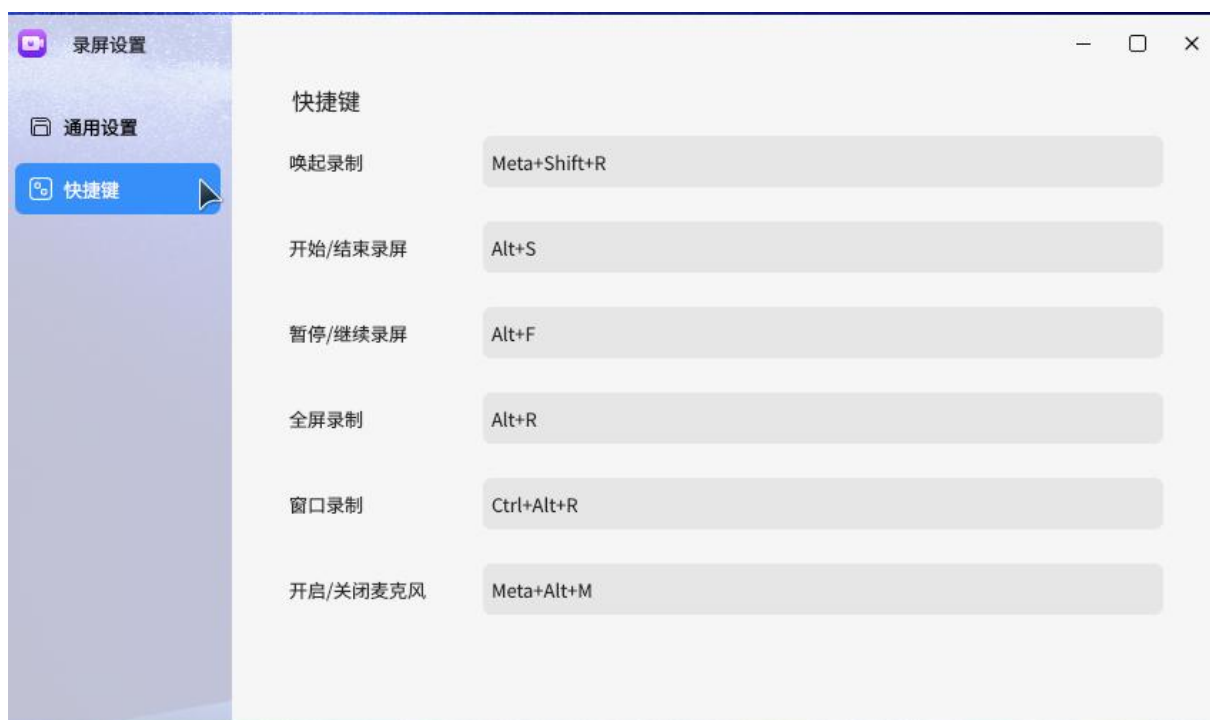 录屏设置
通用设置
快捷键
快捷键
唤起录制 Meta+Shift+R
开始/结束录屏 Alt+S
暂停/继续录屏 Alt+F
全屏录制 Alt+R
窗口录制 Ctrl+Alt+R
开启/关闭麦克风 Meta+Alt+M